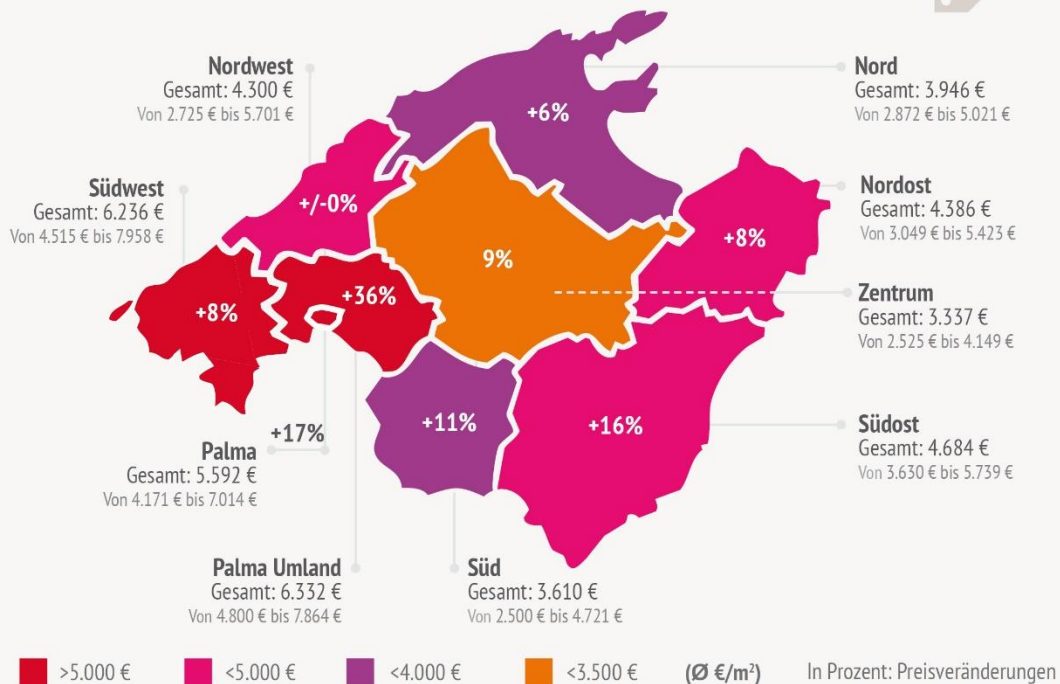 Nordwest
Gesamt: 4.300 €
Von 2.725 € bis 5.701 €
Nord
Gesamt: 3.946 €
Von 2.872 € bis 5.021 €
+6%
Südwest
Gesamt: 6.236 €
Von 4.515 € bis 7.958 €
+/-0%
Nordost
Gesamt: 4.386 €
Von 3.049 € bis 5.423 €
+8%
9%
+36%
+8%
Zentrum
Gesamt: 3.337 €
Von 2.525 € bis 4.149 €
+11%
+16%
Südost
Gesamt: 4.684 €
Von 3.630 € bis 5.739 €
+17%
Palma
Gesamt: 5.592 €
Von 4.171 € bis 7.014 €
Palma Umland
Gesamt: 6.332 €
Von 4.800 € bis 7.864 €
Süd
Gesamt: 3.610 €
Von 2.500 € bis 4.721 €
>5.000 € <5.000 € <4.000 € <3.500 € (Ø €/m²) In Prozent: Preisveränderungen